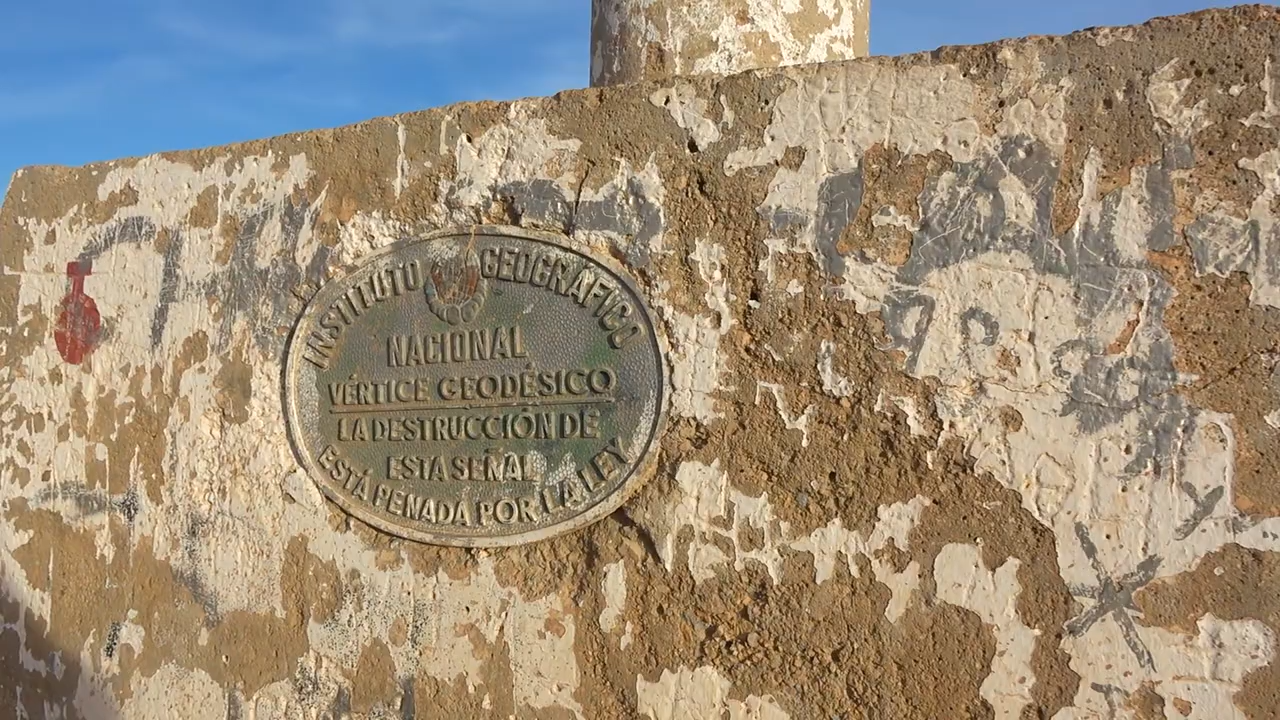 INSTITUTO GEOGRÁFICO
NACIONAL
VÉRTICE GEODÉSICO
LA DESTRUCCIÓN DE
ESTA SEÑAL
ESTÁ PENADA POR LA LEY